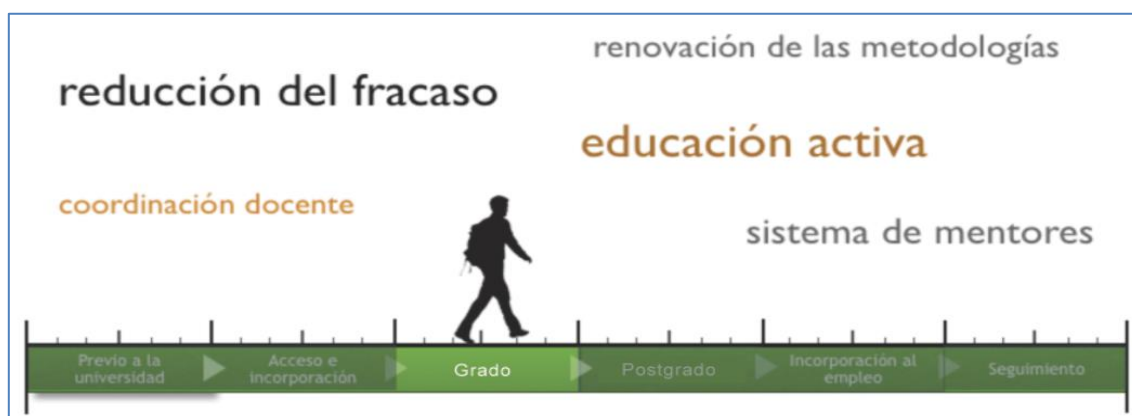 renovación de las metodologías
reducción del fracaso
educación activa
coordinación docente
sistema de mentores
Previo a la
universidad
Acceso e
incorporación
Grado
Postgrado
Incorporación al
empleo
Seguimiento